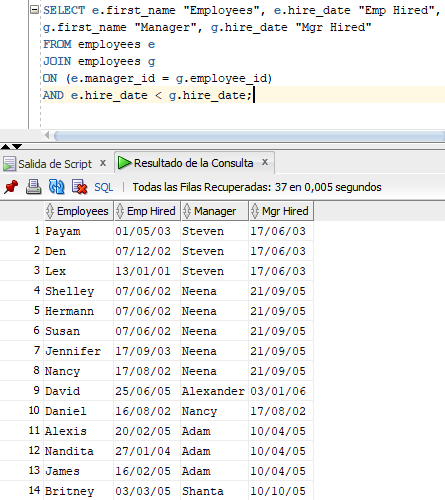 SELECT e.first_name "Employees", e.hire_date "Emp Hired",
g.first_name "Manager", g.hire_date "Mgr Hired"
FROM employees e
JOIN employees g
ON (e.manager_id = g.employee_id)
AND e.hire_date < g.hire_date;
Salida de Script x Resultado de la Consulta x
SQL | Todas las Filas Recuperadas: 37 en 0,005 segundos
Employees Emp Hired Manager Mgr Hired
1 Payam 01/05/03 Steven 17/06/03
2 Den 07/12/02 Steven 17/06/03
3 Lex 13/01/01 Steven 17/06/03
4 Shelley 07/06/02 Neena 21/09/05
5 Hermann 07/06/02 Neena 21/09/05
6 Susan 07/06/02 Neena 21/09/05
7 Jennifer 17/09/03 Neena 21/09/05
8 Nancy 17/08/02 Neena 21/09/05
9 David 25/06/05 Alexander 03/01/06
10 Daniel 16/08/02 Nancy 17/08/02
11 Alexis 20/02/05 Adam 10/04/05
12 Nandita 27/01/04 Adam 10/04/05
13 James 16/02/05 Adam 10/04/05
14 Britney 03/03/05 Shanta 10/10/05